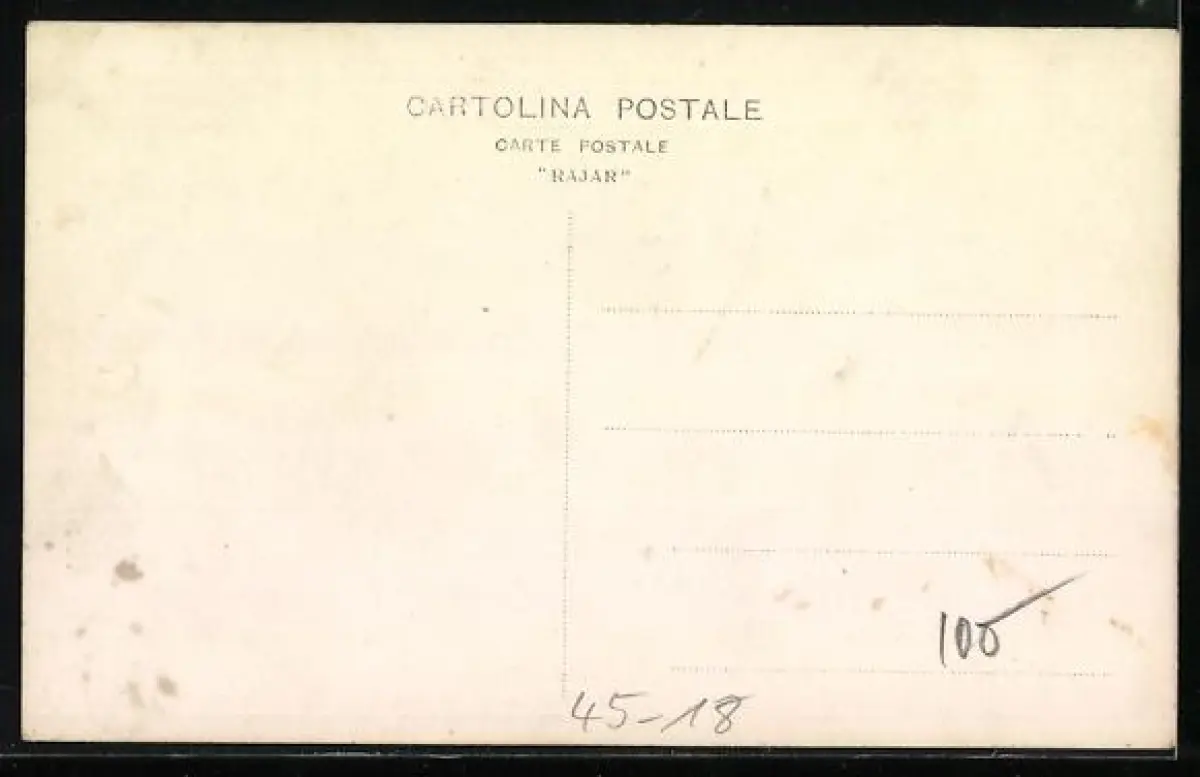 CARTOLINA POSTALE
CARTE POSTALE
"RAJAR"
100
45-18